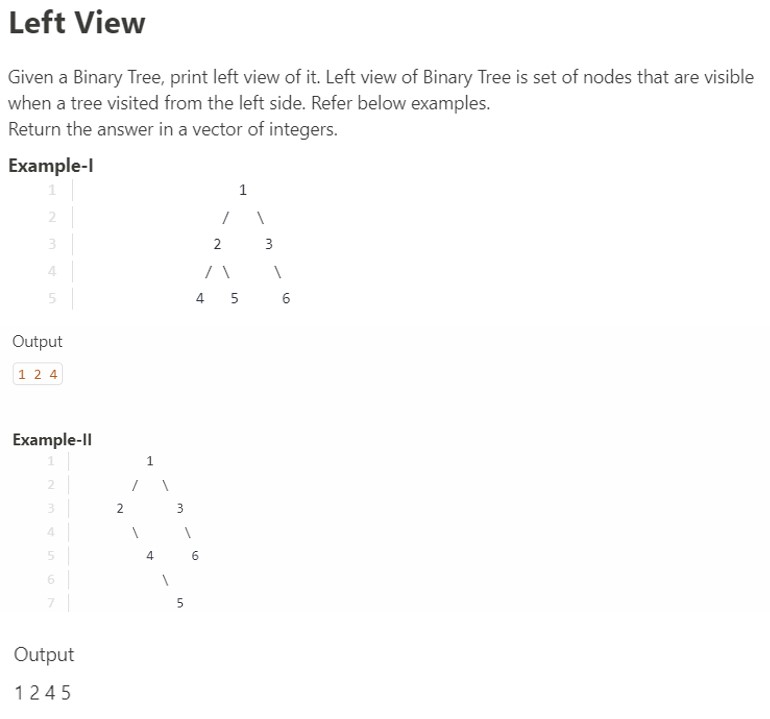 Left View
Given a Binary Tree, print left view of it. Left view of Binary Tree is set of nodes that are visible
when a tree visited from the left side. Refer below examples.
Return the answer in a vector of integers.
Example-I
1 1
2 / \
3 2 3
4 / \ \
5 4 5 6
Output
1 2 4
Example-II
1 1
2 / \
3 2 3
4 \ \
5 4 6
6 \
7 5
Output
1 2 4 5